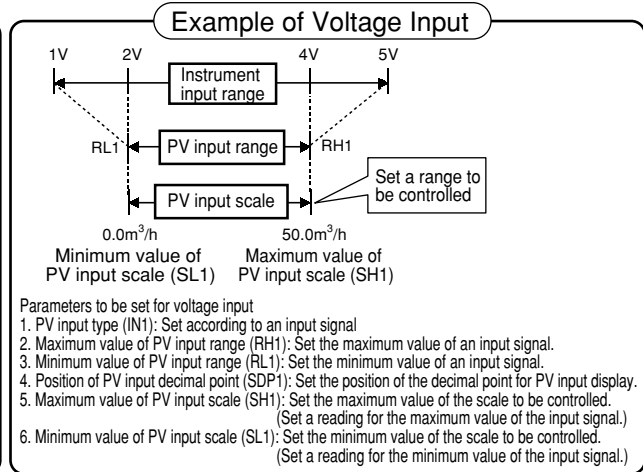 Example of Voltage Input
1V 2V 4V 5V
Instrument
input range
RL1 PV input range RH1
PV input scale
Set a range to
be controlled
0.0m³/h 50.0m³/h
Minimum value of Maximum value of
PV input scale (SL1) PV input scale (SH1)
Parameters to be set for voltage input
1. PV input type (IN1): Set according to an input signal
2. Maximum value of PV input range (RH1): Set the maximum value of an input signal.
3. Minimum value of PV input range (RL1): Set the minimum value of an input signal.
4. Position of PV input decimal point (SDP1): Set the position of the decimal point for PV input display.
5. Maximum value of PV input scale (SH1): Set the maximum value of the scale to be controlled.
(Set a reading for the maximum value of the input signal.)
6. Minimum value of PV input scale (SL1): Set the minimum value of the scale to be controlled.
(Set a reading for the minimum value of the input signal.)